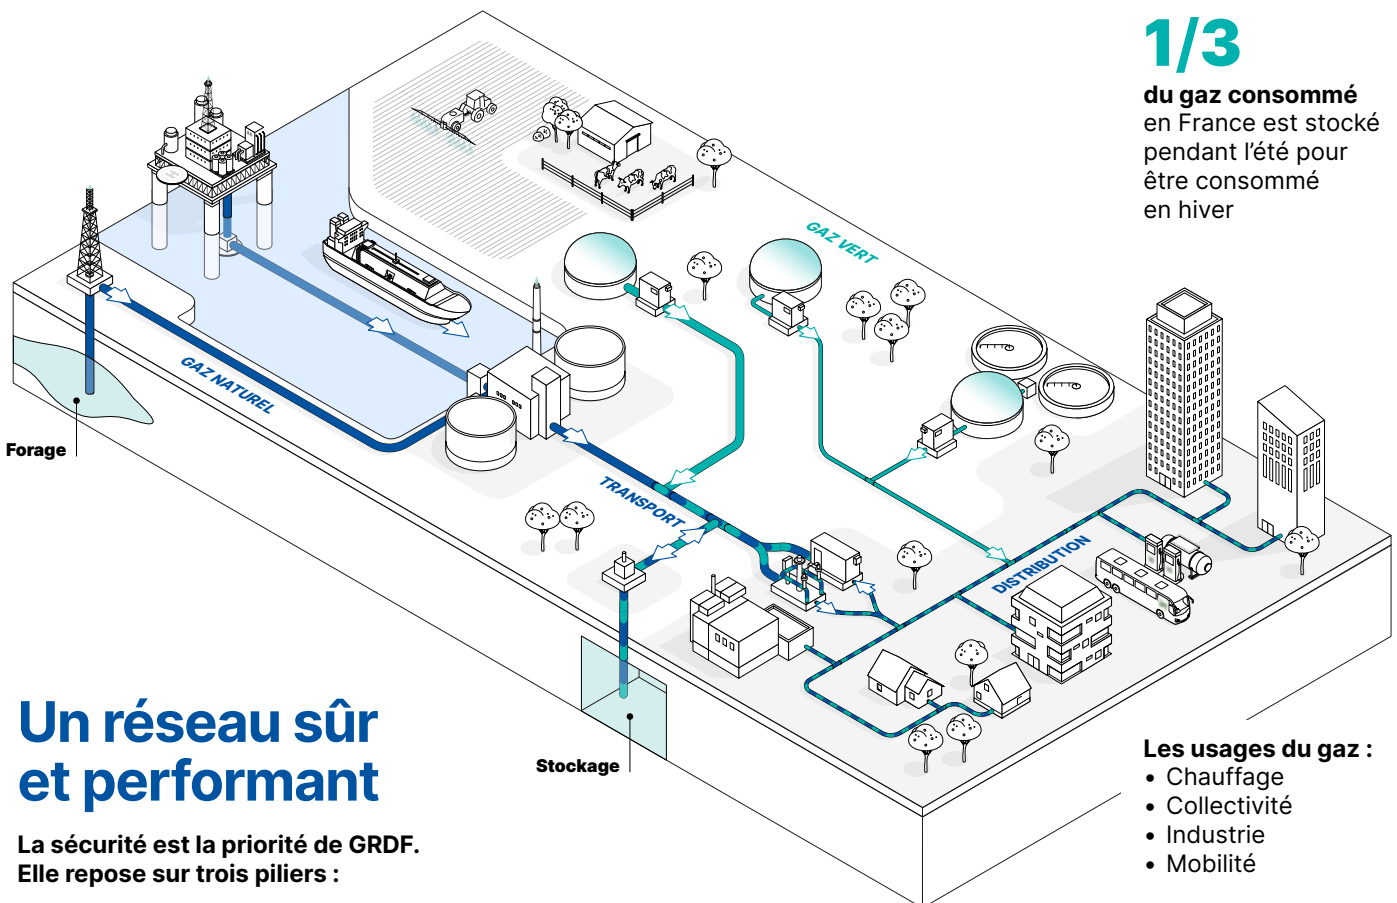 1/3
du gaz consommé
en France est stocké
pendant l’été pour
être consommé
en hiver
GAZ VERT
GAZ NATUREL
Forage
TRANSPORT
DISTRIBUTION
Stockage
Un réseau sûr
et performant
La sécurité est la priorité de GRDF.
Elle repose sur trois piliers :
Les usages du gaz :
• Chauffage
• Collectivité
• Industrie
• Mobilité
H